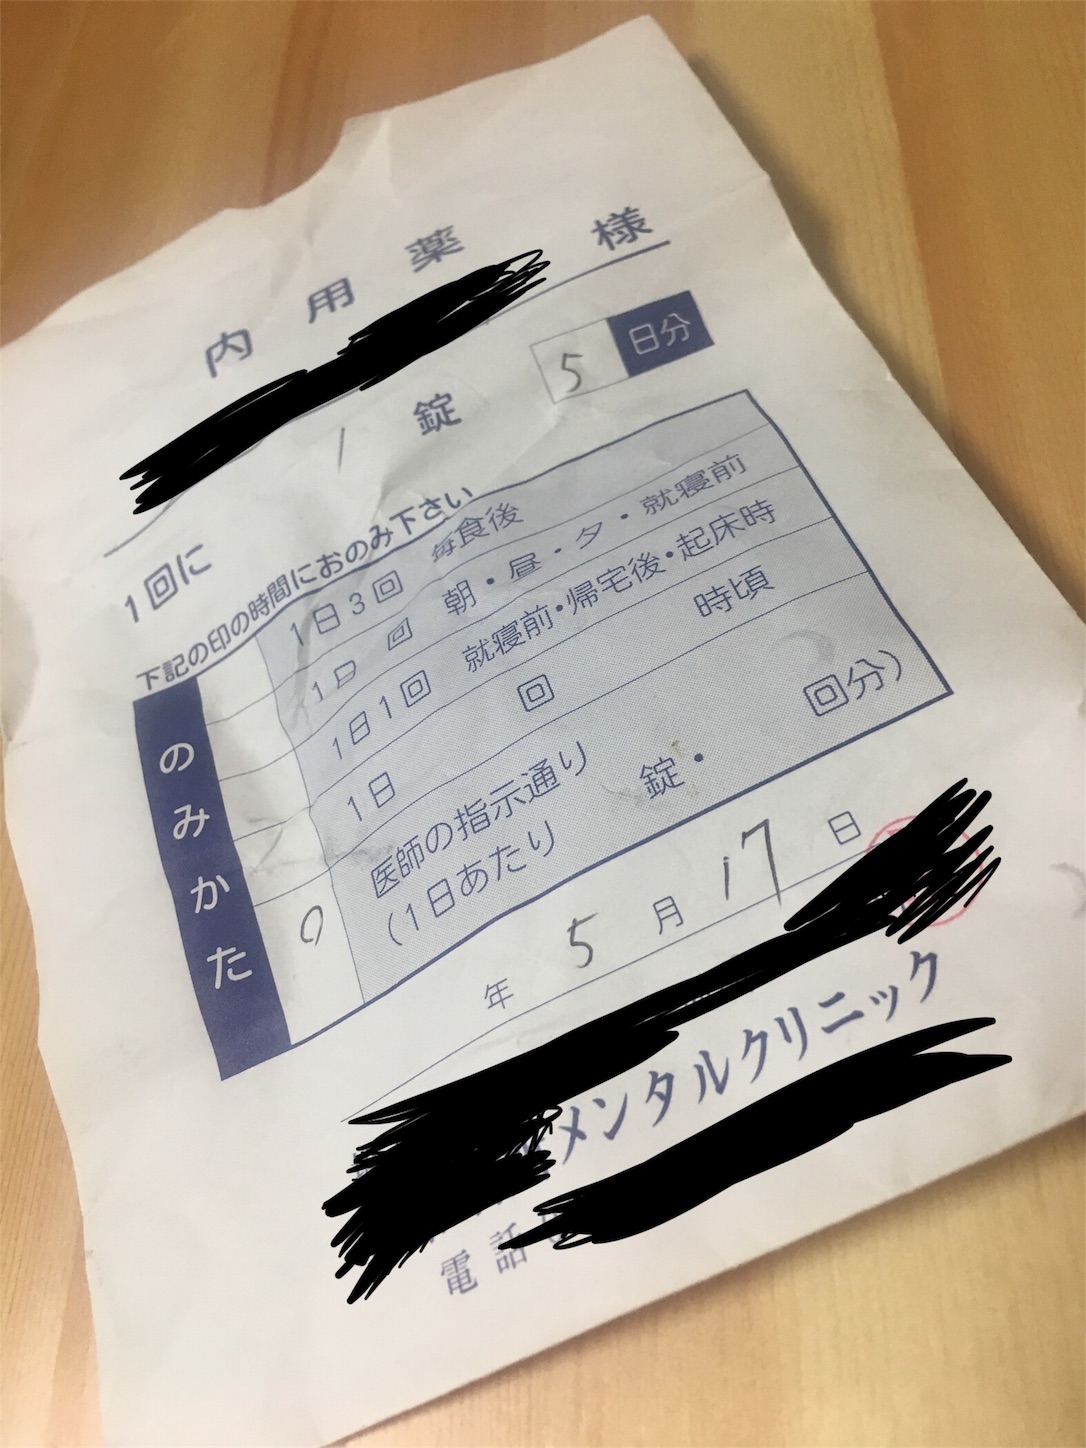 内用薬
様
5 日分
1回に 1 錠
下記の印の時間におのみ下さい
のみかた
1日3回 毎食後
1日 回 朝・昼・夕・就寝前
1日1回 就寝前・帰宅後・起床時
1日 回 時頃
○ 医師の指示通り
(1日あたり 錠・ 回分)
年 5 月 17 日
メンタルクリニック
電話